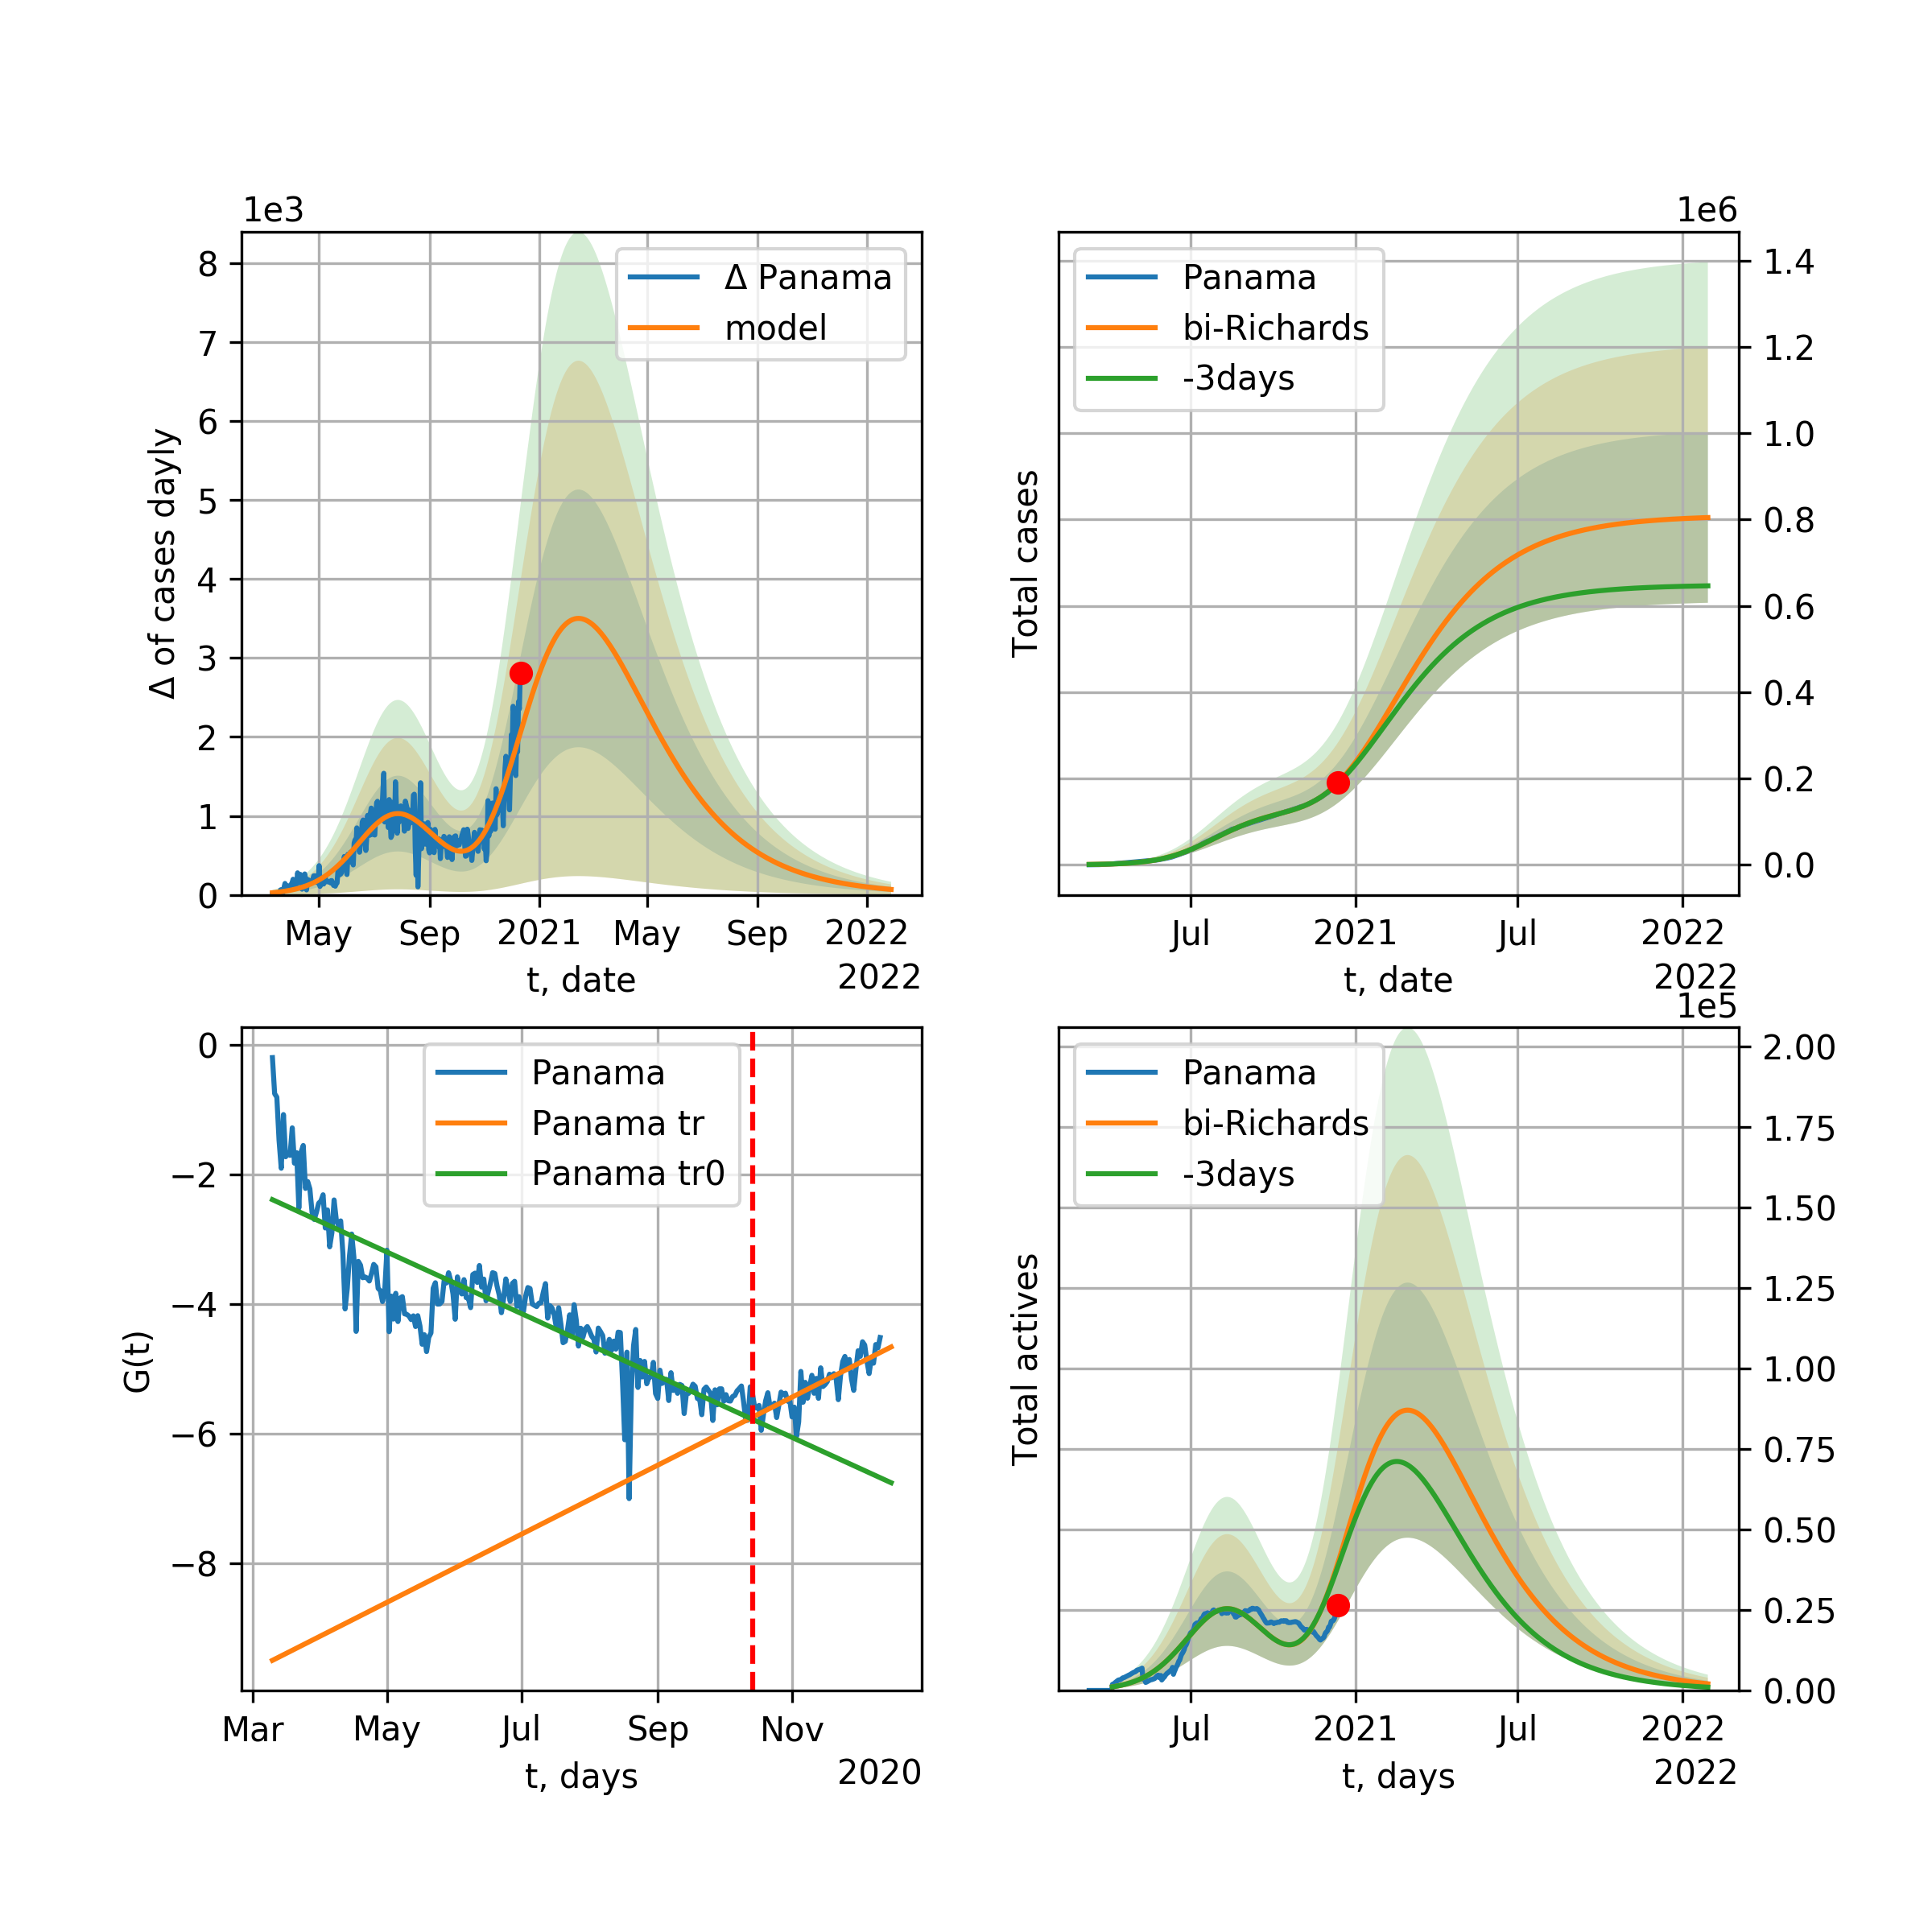 1e3
8
7
6
5
4
3
2
1
0
Δ of cases dayly
Δ Panama
model
May Sep 2021 May Sep 2022
t, date
2022
1e6
Panama
bi-Richards
-3days
Total cases
1.4
1.2
1.0
0.8
0.6
0.4
0.2
0.0
Jul 2021 Jul 2022
t, date
2022
0
−2
−4
−6
−8
G(t)
Panama
Panama tr
Panama tr0
Mar May Jul Sep Nov
t, days
2020
1e5
Panama
bi-Richards
-3days
Total actives
2.00
1.75
1.50
1.25
1.00
0.75
0.50
0.25
0.00
Jul 2021 Jul 2022
t, days
2022